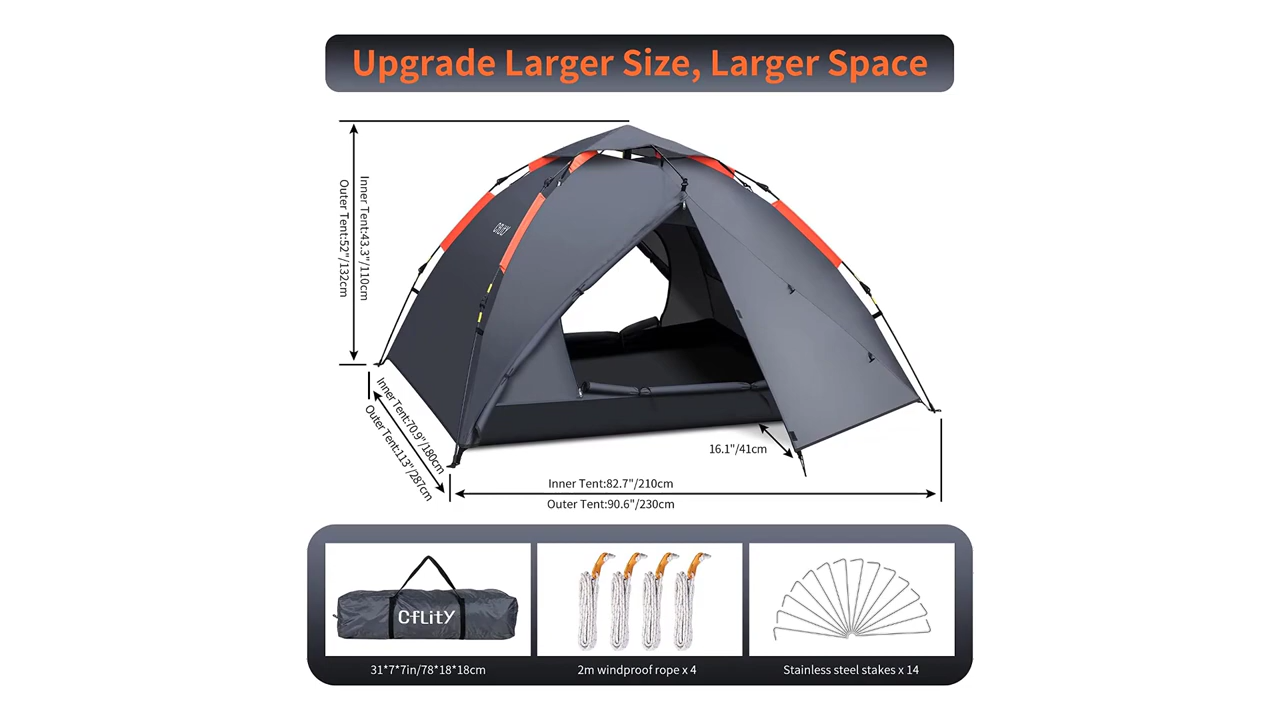 Upgrade Larger Size, Larger Space
Inner Tent:43.3"/110cm
Outer Tent:52"/132cm
CfLitY
Inner Tent:70.9"/180cm
Outer Tent:113"/287cm
16.1"/41cm
Inner Tent:82.7"/210cm
Outer Tent:90.6"/230cm
CfLitY
31*7*7in/78*18*18cm
2m windproof rope x 4
Stainless steel stakes x 14